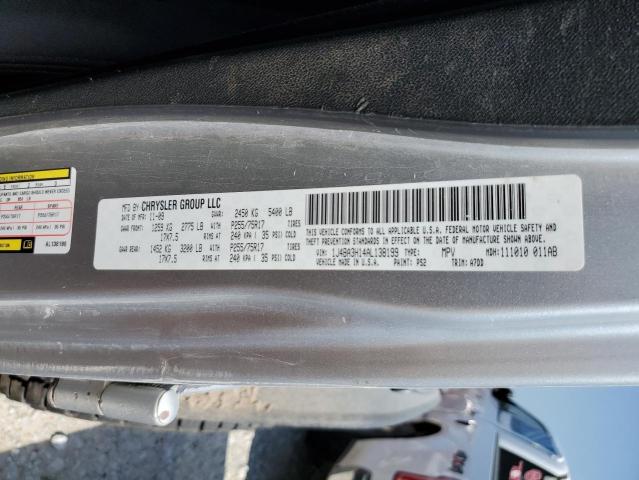 MFD BY CHRYSLER GROUP LLC
DATE OF MFR 11-09 GVWR: 2450 KG 5400 LB
GAWR FRONT: 1259 KG 2775 LB WITH P255/75R17 TIRES
17X7.5 RIMS AT 240 KPA ( 35 PSI) COLD
GAWR REAR: 1452 KG 3200 LB WITH P255/75R17 TIRES
17X7.5 RIMS AT 240 KPA ( 35 PSI) COLD
THIS VEHICLE CONFORMS TO ALL APPLICABLE U.S.A. FEDERAL MOTOR VEHICLE SAFETY, BUMPER AND
THEFT PREVENTION STANDARDS IN EFFECT ON THE DATE OF MANUFACTURE SHOWN ABOVE.
VIN: 1J4BA3H14AL138199 TYPE: MPV MDH: 111010 011AB
VEHICLE MADE IN U.S.A. PAINT: PS2 TRIM: A7DD